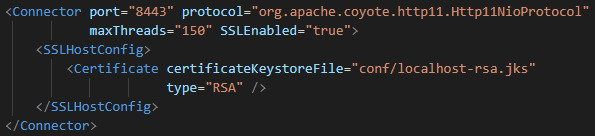 <Connector port="8443" protocol="org.apache.coyote.http11.Http11NioProtocol"
maxThreads="150" SSLEnabled="true">
<SSLHostConfig>
<Certificate certificateKeystoreFile="conf/localhost-rsa.jks"
type="RSA" />
</SSLHostConfig>
</Connector>